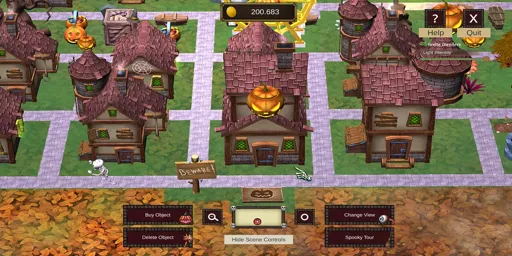 200.683
?
X
Help
Quit
BEWARE!
Buy Object
Change View
Delete Object
Spooky Tour
Hide Scene Controls